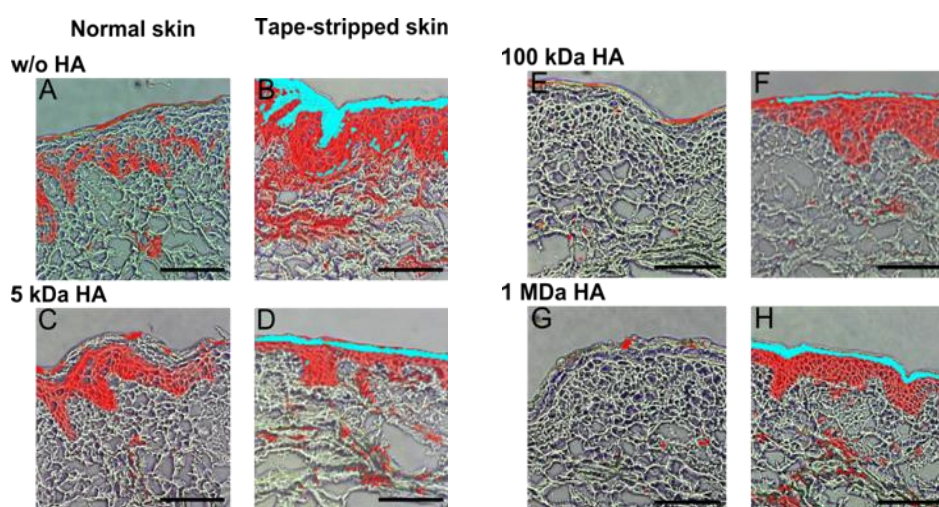 Normal skin
Tape-stripped skin
w/o HA
100 kDa HA
A
B
E
F
5 kDa HA
1 MDa HA
C
D
G
H